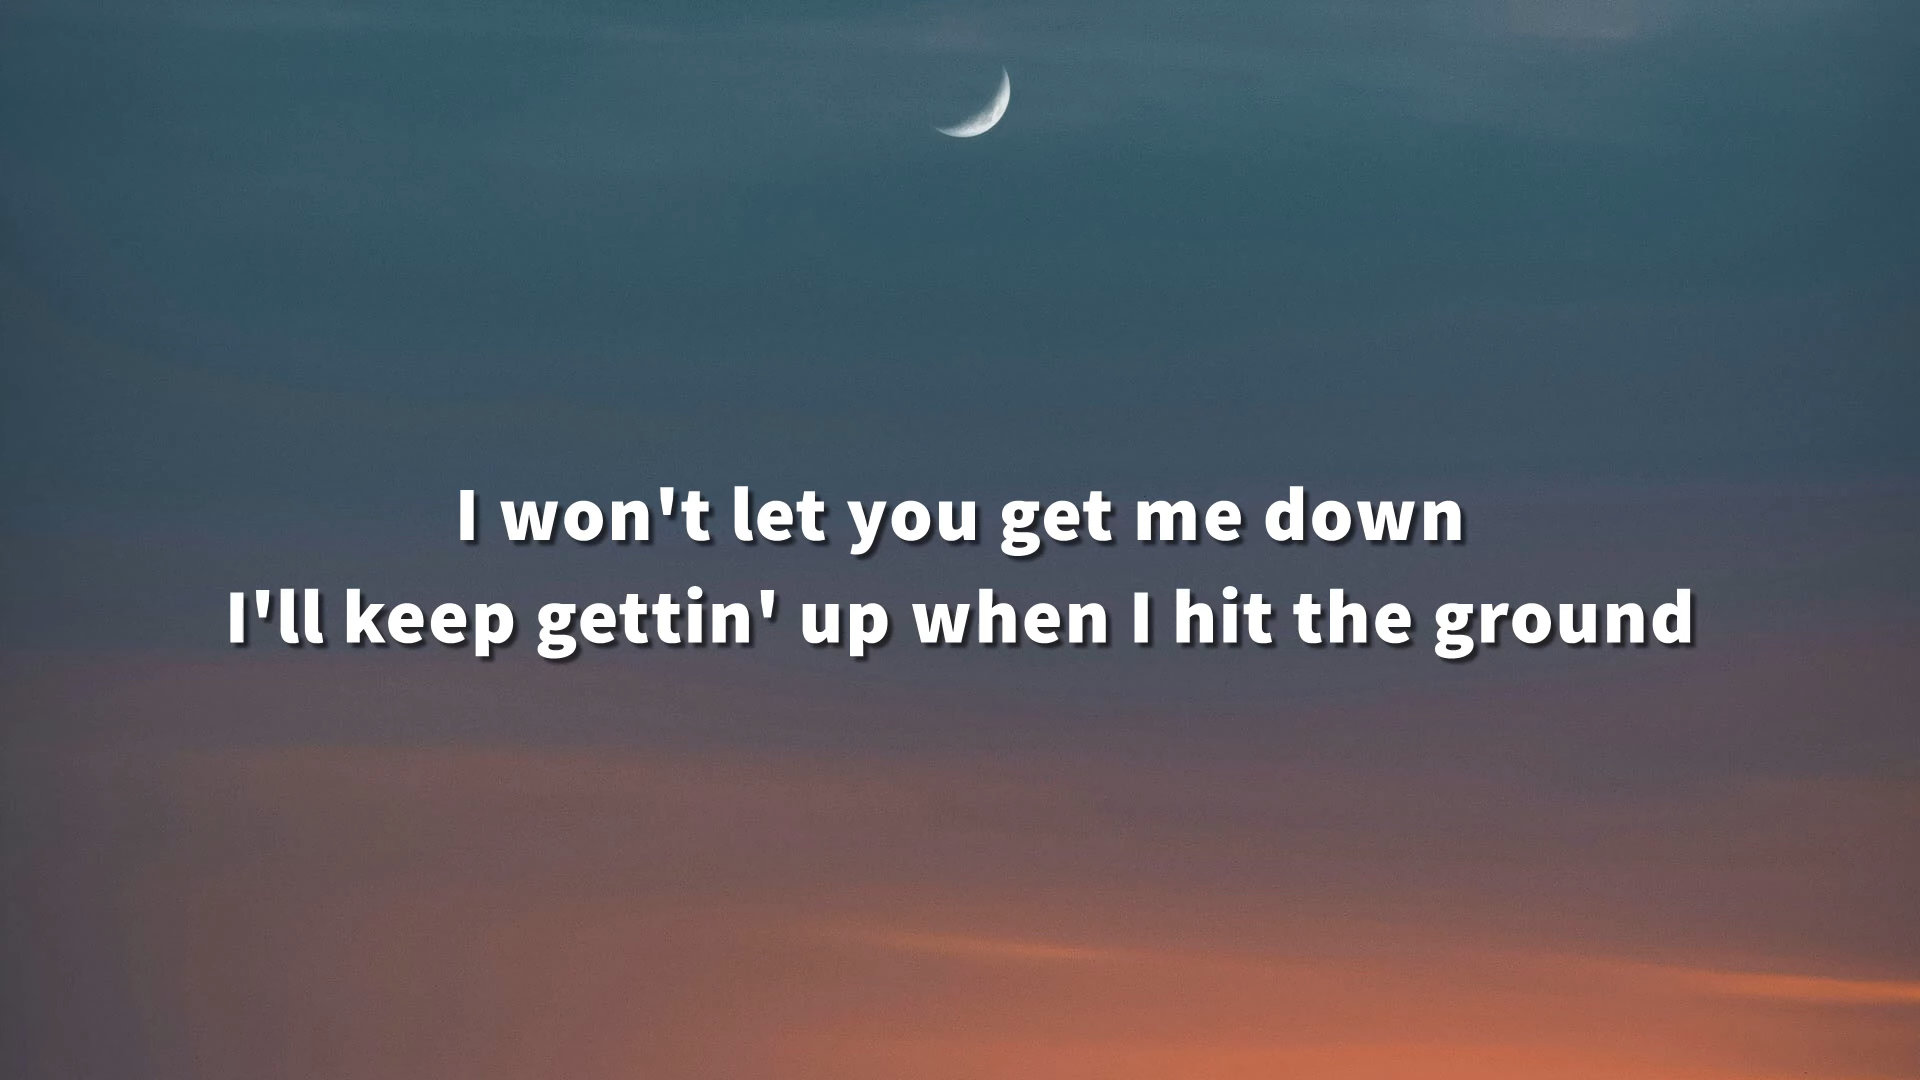 I won't let you get me down
I'll keep gettin' up when I hit the ground